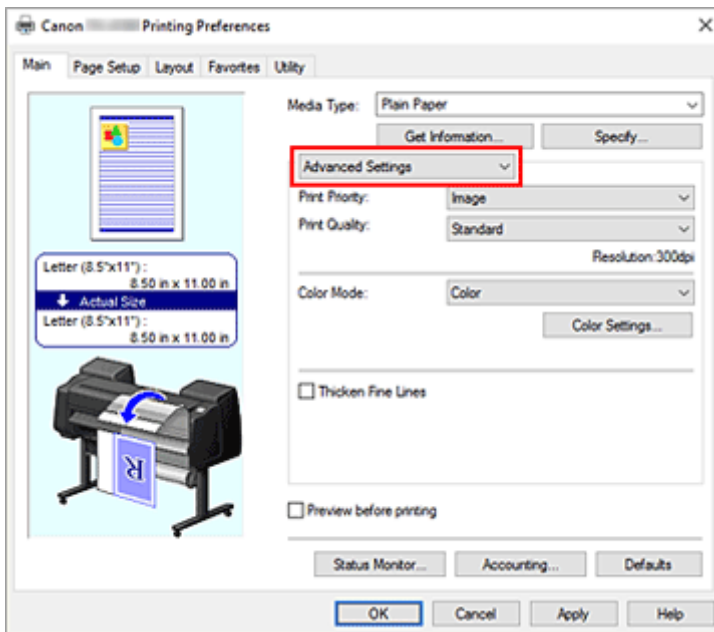 Canon Printing Preferences
Main Page Setup Layout Favorites Utility
Media Type: Plain Paper
Get Information... Specify...
Advanced Settings
Print Priority: Image
Print Quality: Standard
Resolution:300dpi
Letter (8.5"x11") :
8.50 in x 11.00 in
Actual Size
Letter (8.5"x11") :
8.50 in x 11.00 in
Color Mode: Color
Color Settings...
Thicken Fine Lines
R
Preview before printing
Status Monitor... Accounting... Defaults
OK Cancel Apply Help